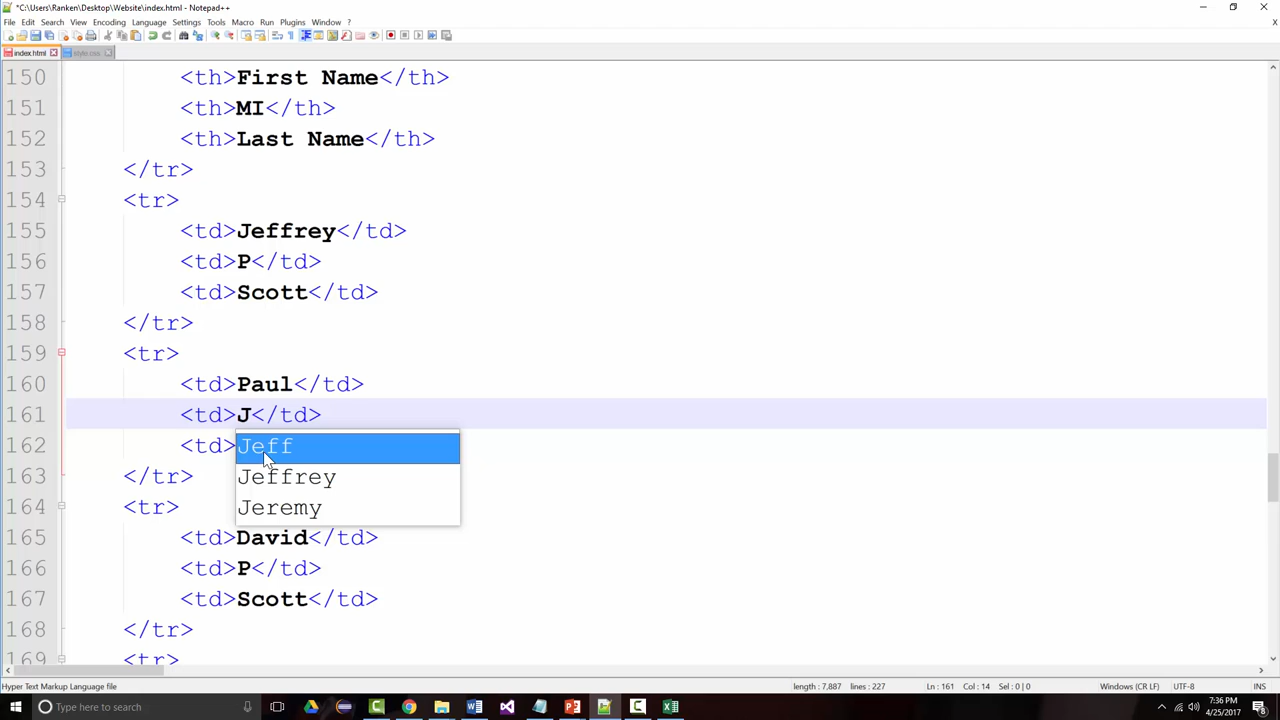 *C:\Users\Ranken\Desktop\Website\index.html - Notepad++
File Edit Search View Encoding Language Settings Tools Macro Run Plugins Window ?
X
index.html style.css
150 <th>First Name</th>
151 <th>MI</th>
152 <th>Last Name</th>
153 </tr>
154 <tr>
155 <td>Jeffrey</td>
156 <td>P</td>
157 <td>Scott</td>
158 </tr>
159 <tr>
160 <td>Paul</td>
161 <td>J</td>
162 <td>
Jeff
163 </tr>
Jeffrey
164 <tr>
Jeremy
165 <td>David</td>
166 <td>P</td>
167 <td>Scott</td>
168 </tr>
169 <tr>
Hyper Text Markup Language file length : 7,887 lines : 227 Ln : 161 Col : 14 Sel : 0 | 0 Windows (CR LF) UTF-8 INS
Type here to search
7:36 PM
4/25/2017